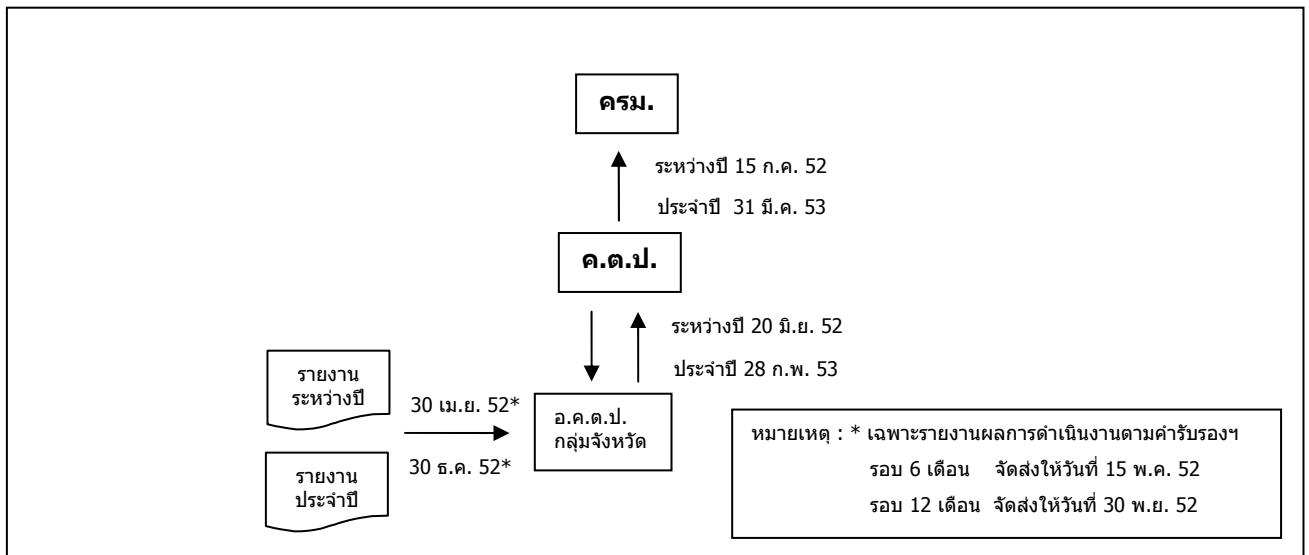 ครม.
ระหว่างปี 15 ก.ค. 52
ประจำปี 31 มี.ค. 53
ค.ต.ป.
ระหว่างปี 20 มิ.ย. 52
ประจำปี 28 ก.พ. 53
รายงาน
ระหว่างปี
30 เม.ย. 52*
30 ธ.ค. 52*
รายงาน
ประจำปี
อ.ค.ต.ป.
กลุ่มจังหวัด
หมายเหตุ : * เฉพาะรายงานผลการดำเนินงานตามคำรับรองฯ
รอบ 6 เดือน จัดส่งให้วันที่ 15 พ.ค. 52
รอบ 12 เดือน จัดส่งให้วันที่ 30 พ.ย. 52